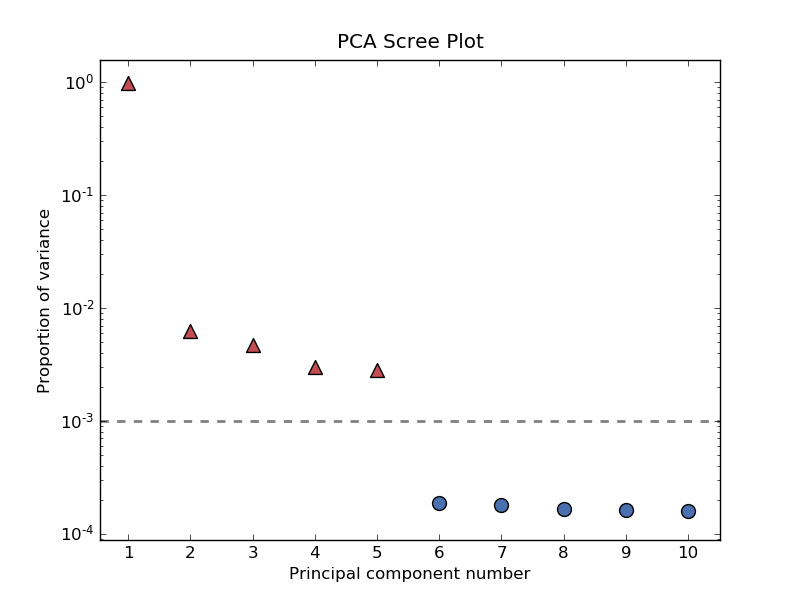 PCA Scree Plot
Proportion of variance
10^0
10^-1
10^-2
10^-3
10^-4
1 2 3 4 5 6 7 8 9 10
Principal component number